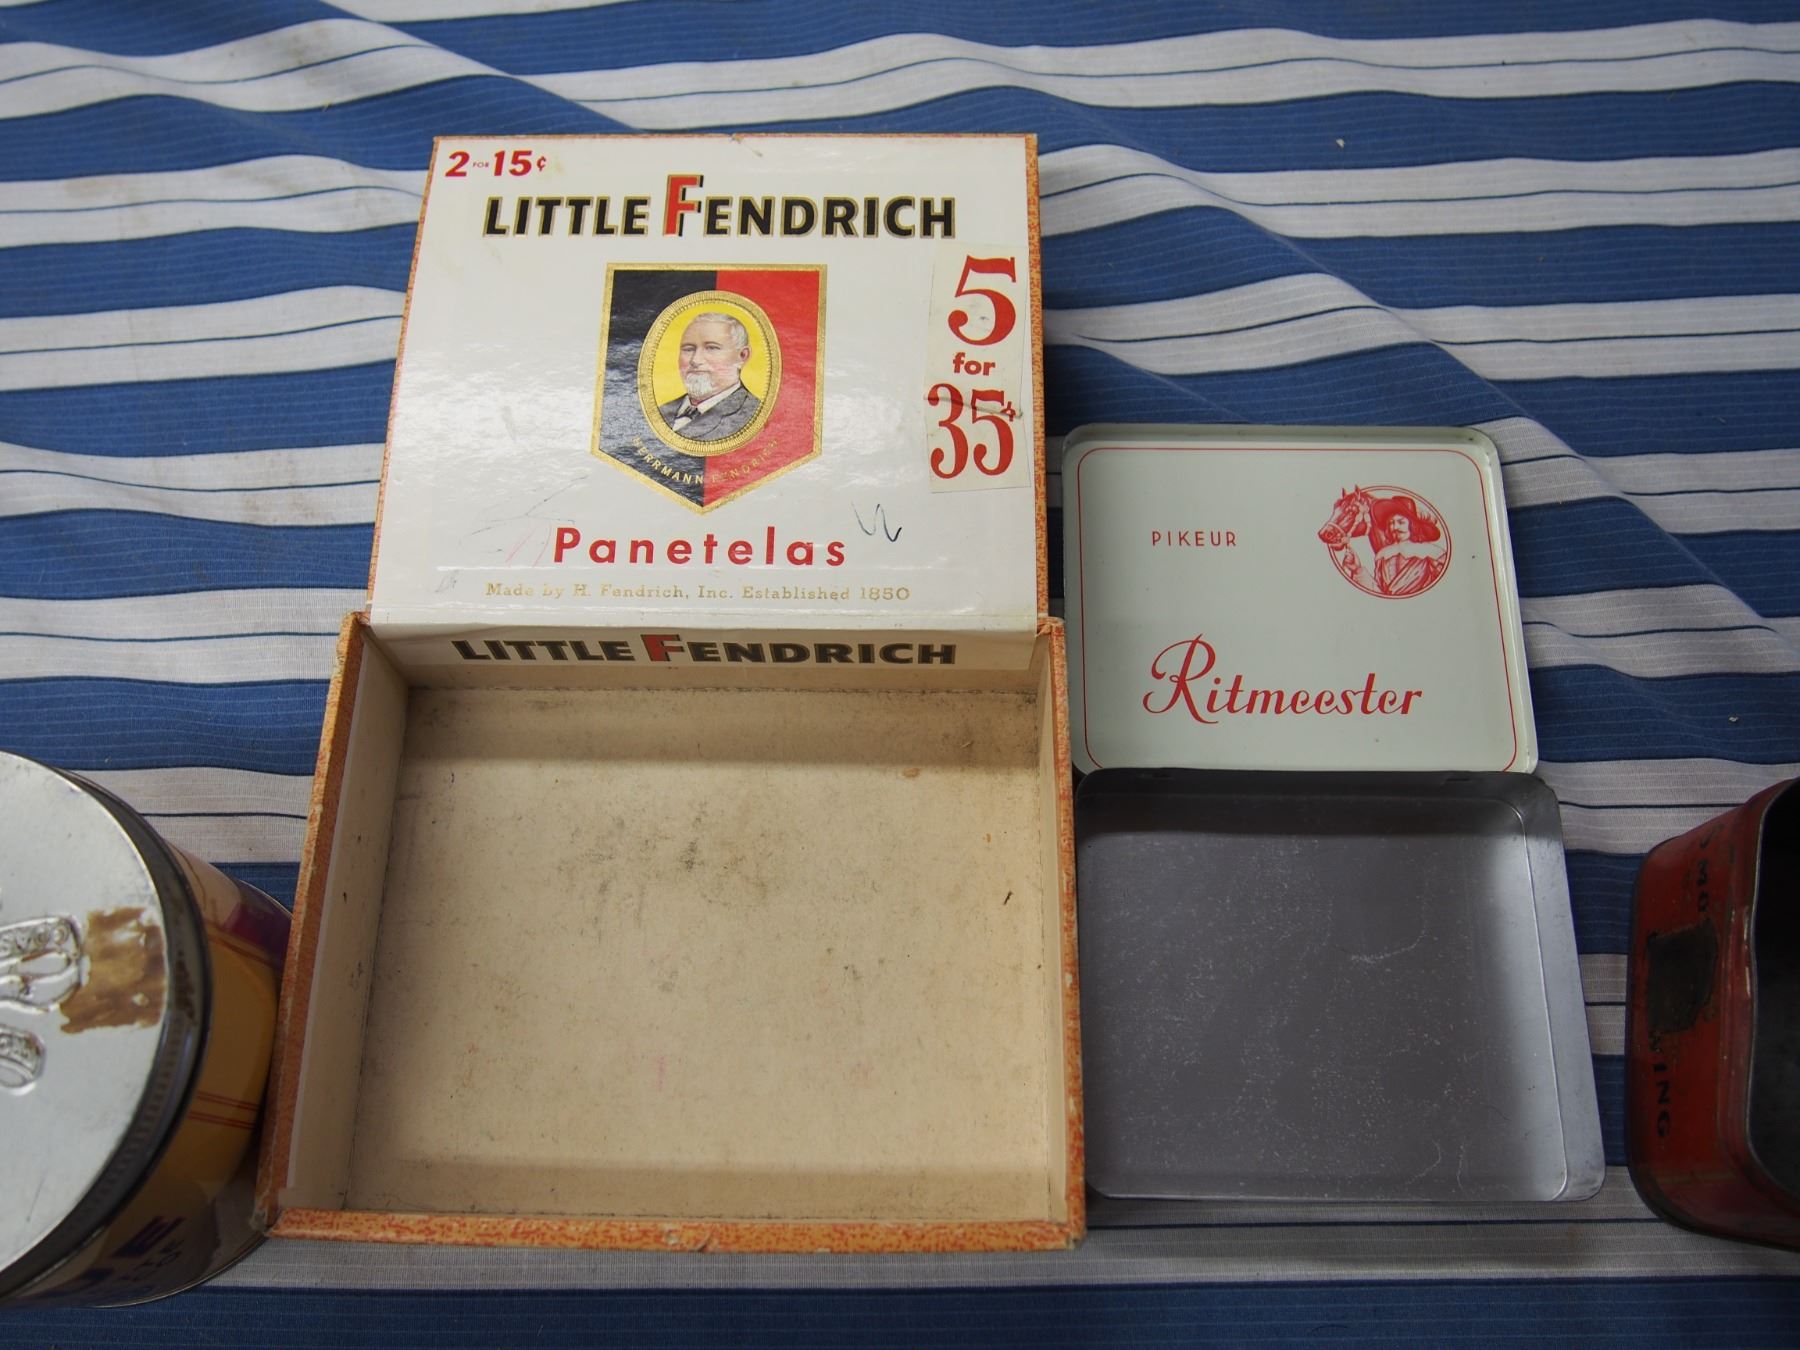 2 FOR 15¢
LITTLE FENDRICH
5
for
35¢
HERRMANN FENDRICH
Panetelas
Made by H. Fendrich, Inc. Established 1850
LITTLE FENDRICH
PIKEUR
Ritmeester